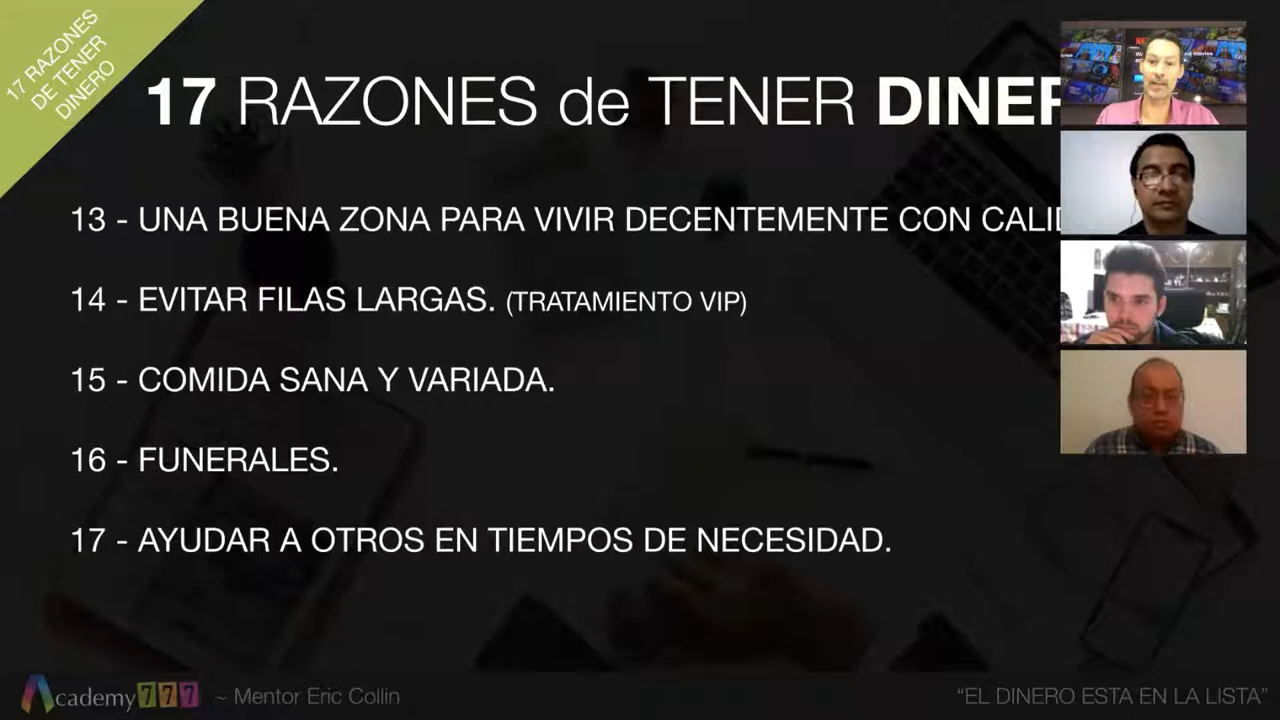 17 RAZONES
DE TENER
DINERO
17 RAZONES de TENER DINER
13 - UNA BUENA ZONA PARA VIVIR DECENTEMENTE CON CALID
14 - EVITAR FILAS LARGAS. (TRATAMIENTO VIP)
15 - COMIDA SANA Y VARIADA.
16 - FUNERALES.
17 - AYUDAR A OTROS EN TIEMPOS DE NECESIDAD.
Academy777 ~ Mentor Eric Collin
“EL DINERO ESTA EN LA LISTA”